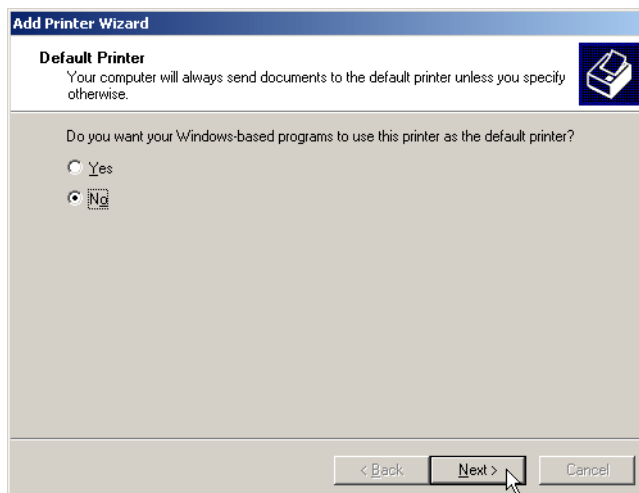 Add Printer Wizard
Default Printer
Your computer will always send documents to the default printer unless you specify
otherwise.
Do you want your Windows-based programs to use this printer as the default printer?
Yes
No
< Back
Next >
Cancel